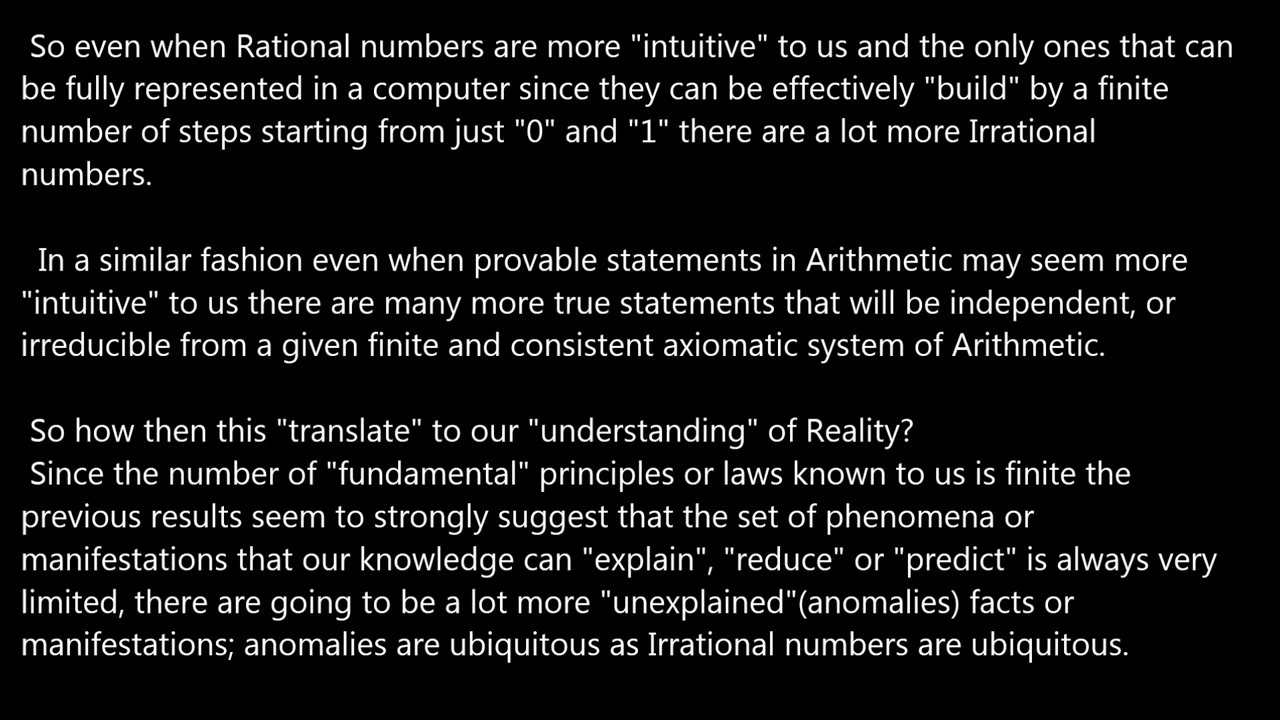 So even when Rational numbers are more "intuitive" to us and the only ones that can
be fully represented in a computer since they can be effectively "build" by a finite
number of steps starting from just "0" and "1" there are a lot more Irrational
numbers.
In a similar fashion even when provable statements in Arithmetic may seem more
"intuitive" to us there are many more true statements that will be independent, or
irreducible from a given finite and consistent axiomatic system of Arithmetic.
So how then this "translate" to our "understanding" of Reality?
Since the number of "fundamental" principles or laws known to us is finite the
previous results seem to strongly suggest that the set of phenomena or
manifestations that our knowledge can "explain", "reduce" or "predict" is always very
limited, there are going to be a lot more "unexplained"(anomalies) facts or
manifestations; anomalies are ubiquitous as Irrational numbers are ubiquitous.